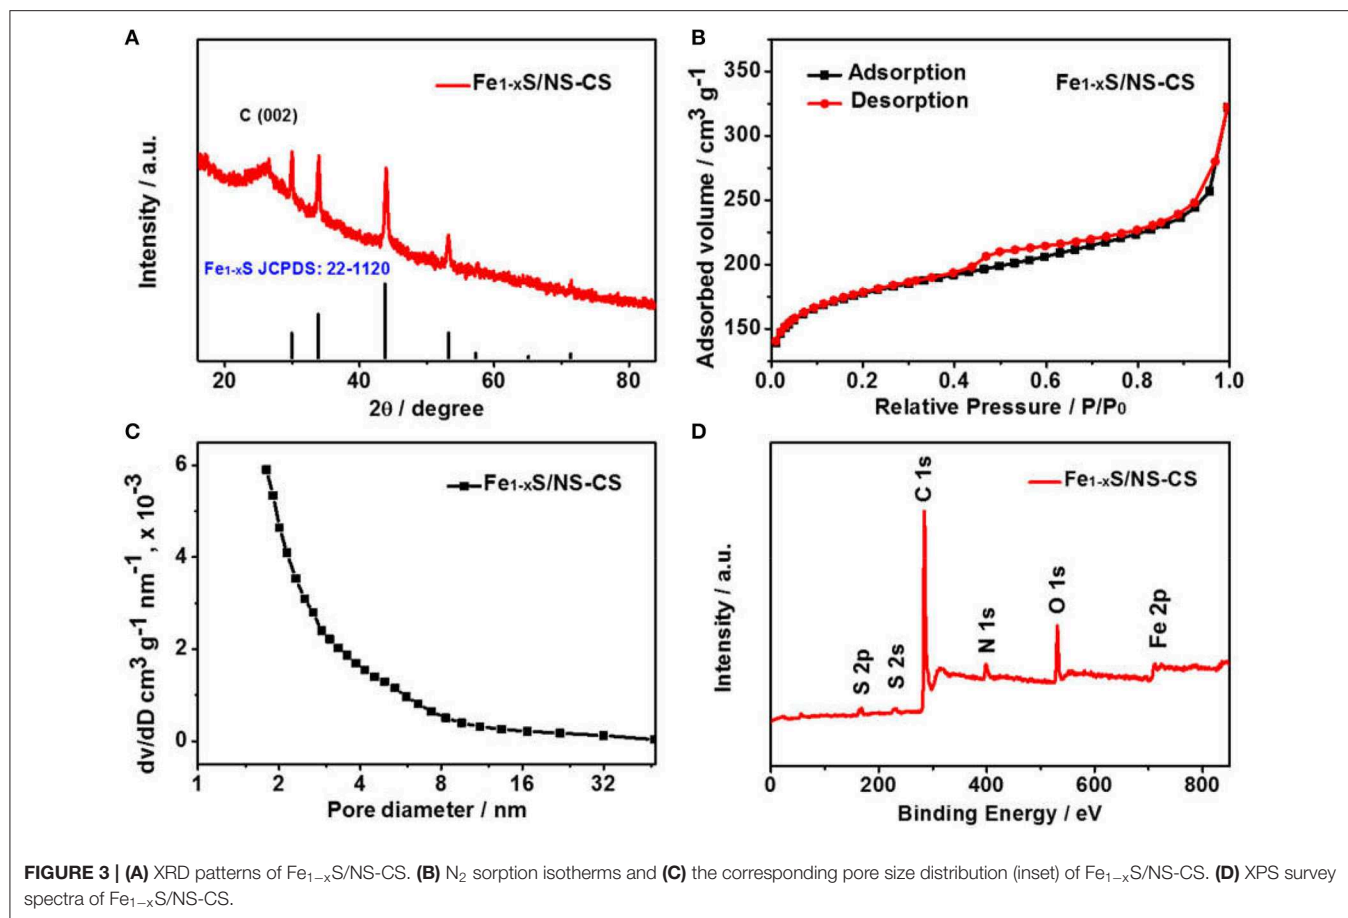 A
Fe1-xS/NS-CS
C (002)
Intensity / a.u.
Fe1-xS JCPDS: 22-1120
20 40 60 80
2θ / degree
B
Adsorption
Desorption
Fe1-xS/NS-CS
Adsorbed volume / cm3 g-1
350
300
250
200
150
0.0 0.2 0.4 0.6 0.8 1.0
Relative Pressure / P/P0
C
Fe1-xS/NS-CS
dv/dD cm3 g-1 nm-1, x 10-3
6
4
2
0
1 2 4 8 16 32
Pore diameter / nm
D
Fe1-xS/NS-CS
Intensity / a.u.
S 2p
S 2s
C 1s
N 1s
O 1s
Fe 2p
0 200 400 600 800
Binding Energy / eV
FIGURE 3 | (A) XRD patterns of Fe1−xS/NS-CS. (B) N2 sorption isotherms and (C) the corresponding pore size distribution (inset) of Fe1−xS/NS-CS. (D) XPS survey
spectra of Fe1−xS/NS-CS.